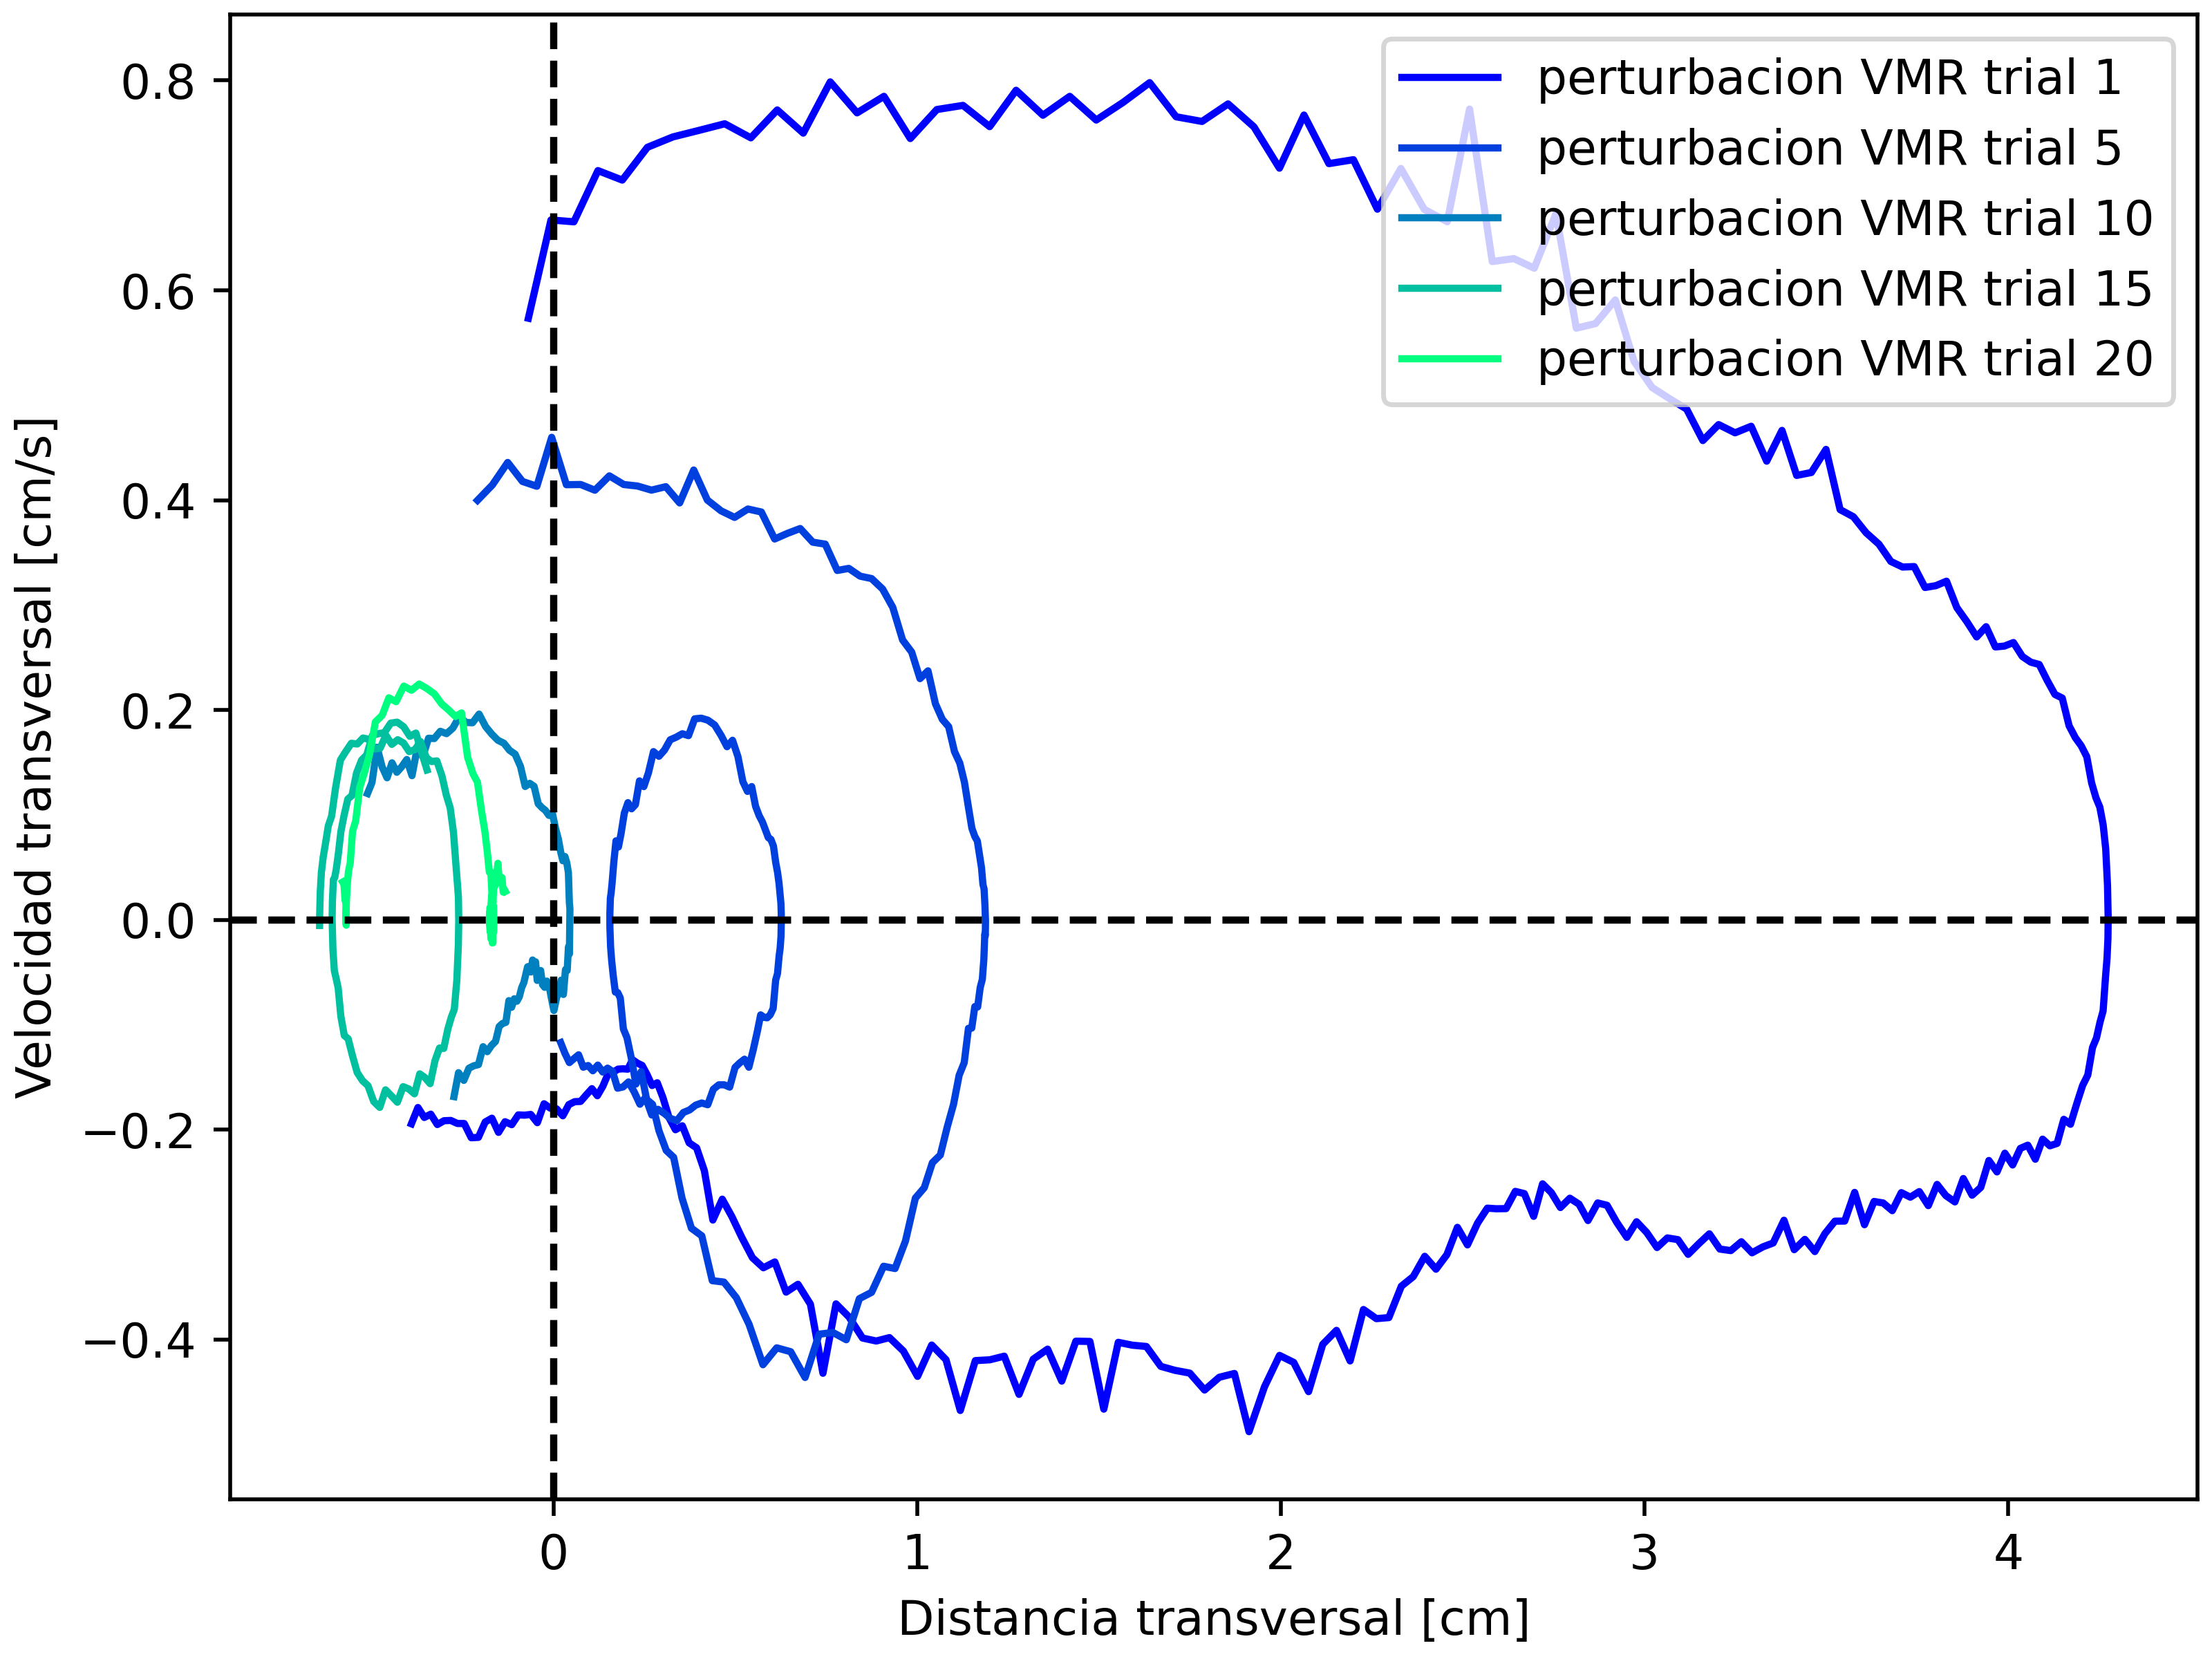 perturbacion VMR trial 1
perturbacion VMR trial 5
perturbacion VMR trial 10
perturbacion VMR trial 15
perturbacion VMR trial 20
Velocidad transversal [cm/s]
0.8
0.6
0.4
0.2
0.0
−0.2
−0.4
0 1 2 3 4
Distancia transversal [cm]